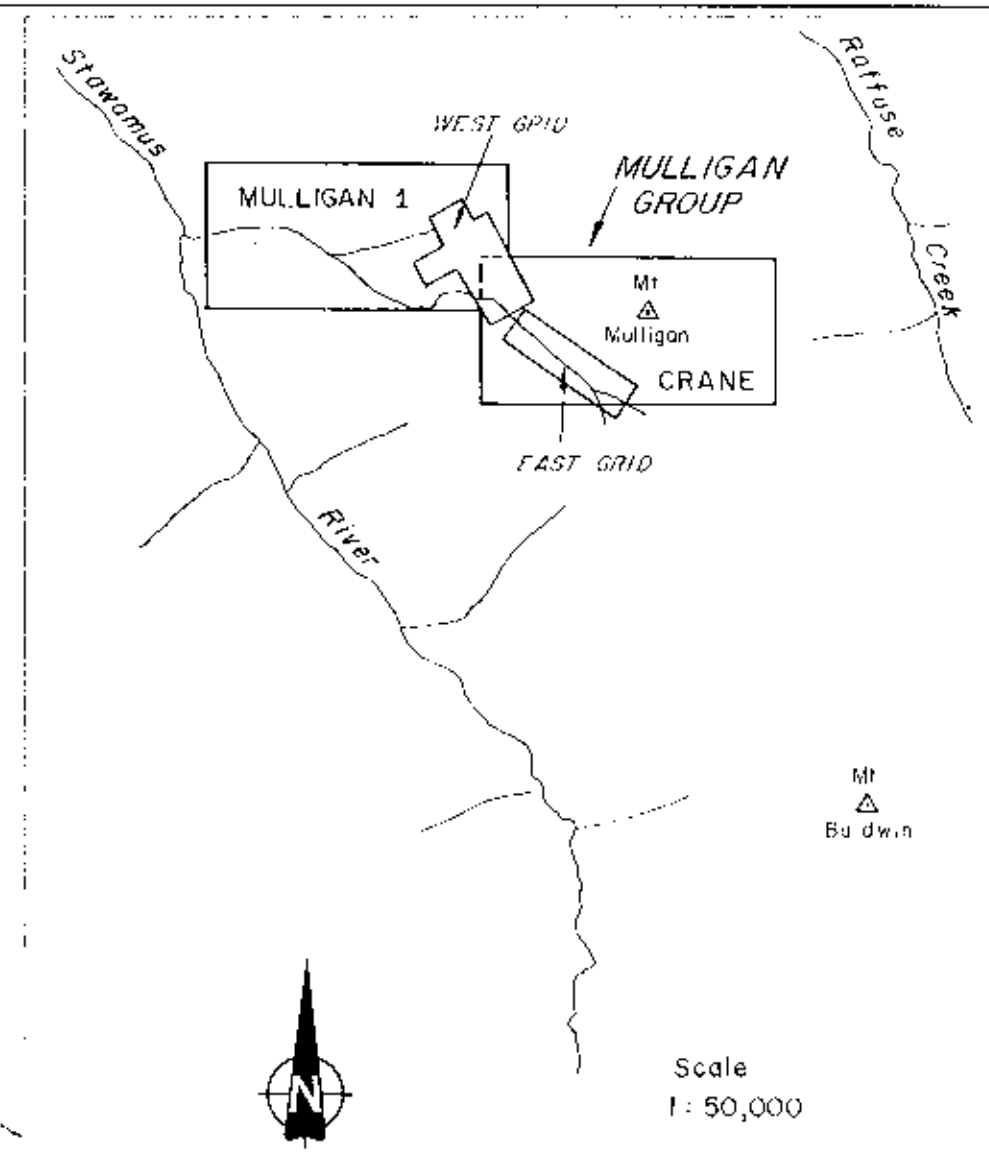 Stawamus
River
Raffuse
Creek
WEST GRID
MULLIGAN
GROUP
MULLIGAN 1
Mt
Mulligan
CRANE
EAST GRID
Mt
Baldwin
N
Scale
1: 50,000